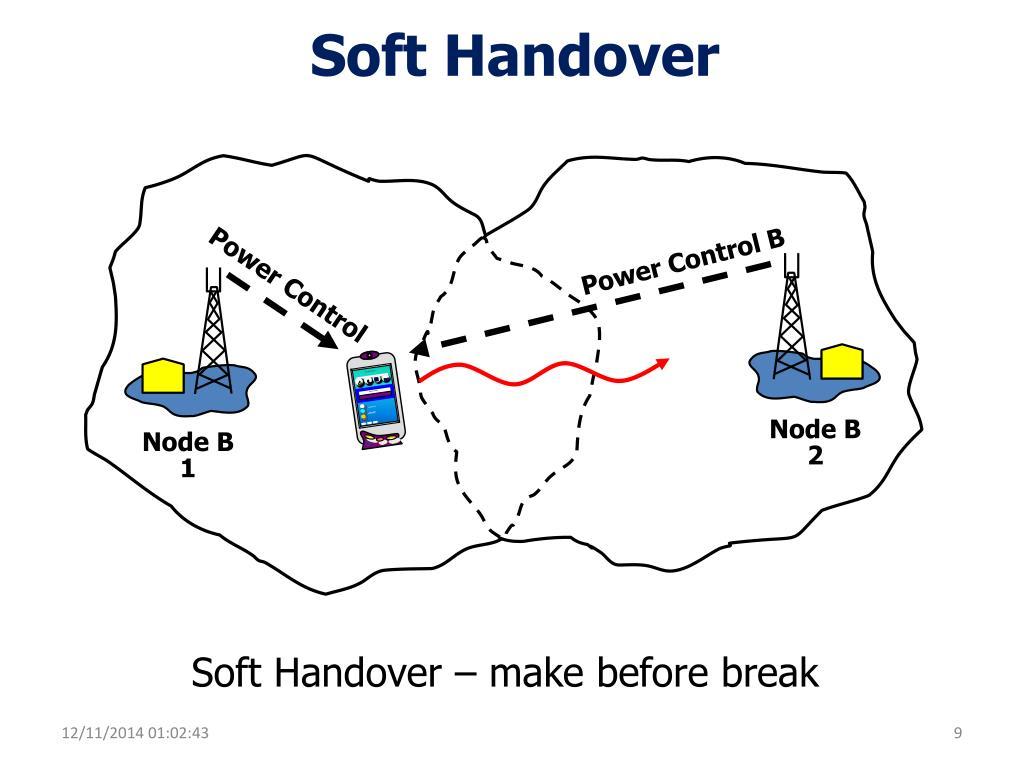 Soft Handover
Power Control
Power Control B
Node B
1
Node B
2
Soft Handover – make before break
12/11/2014 01:02:43
9